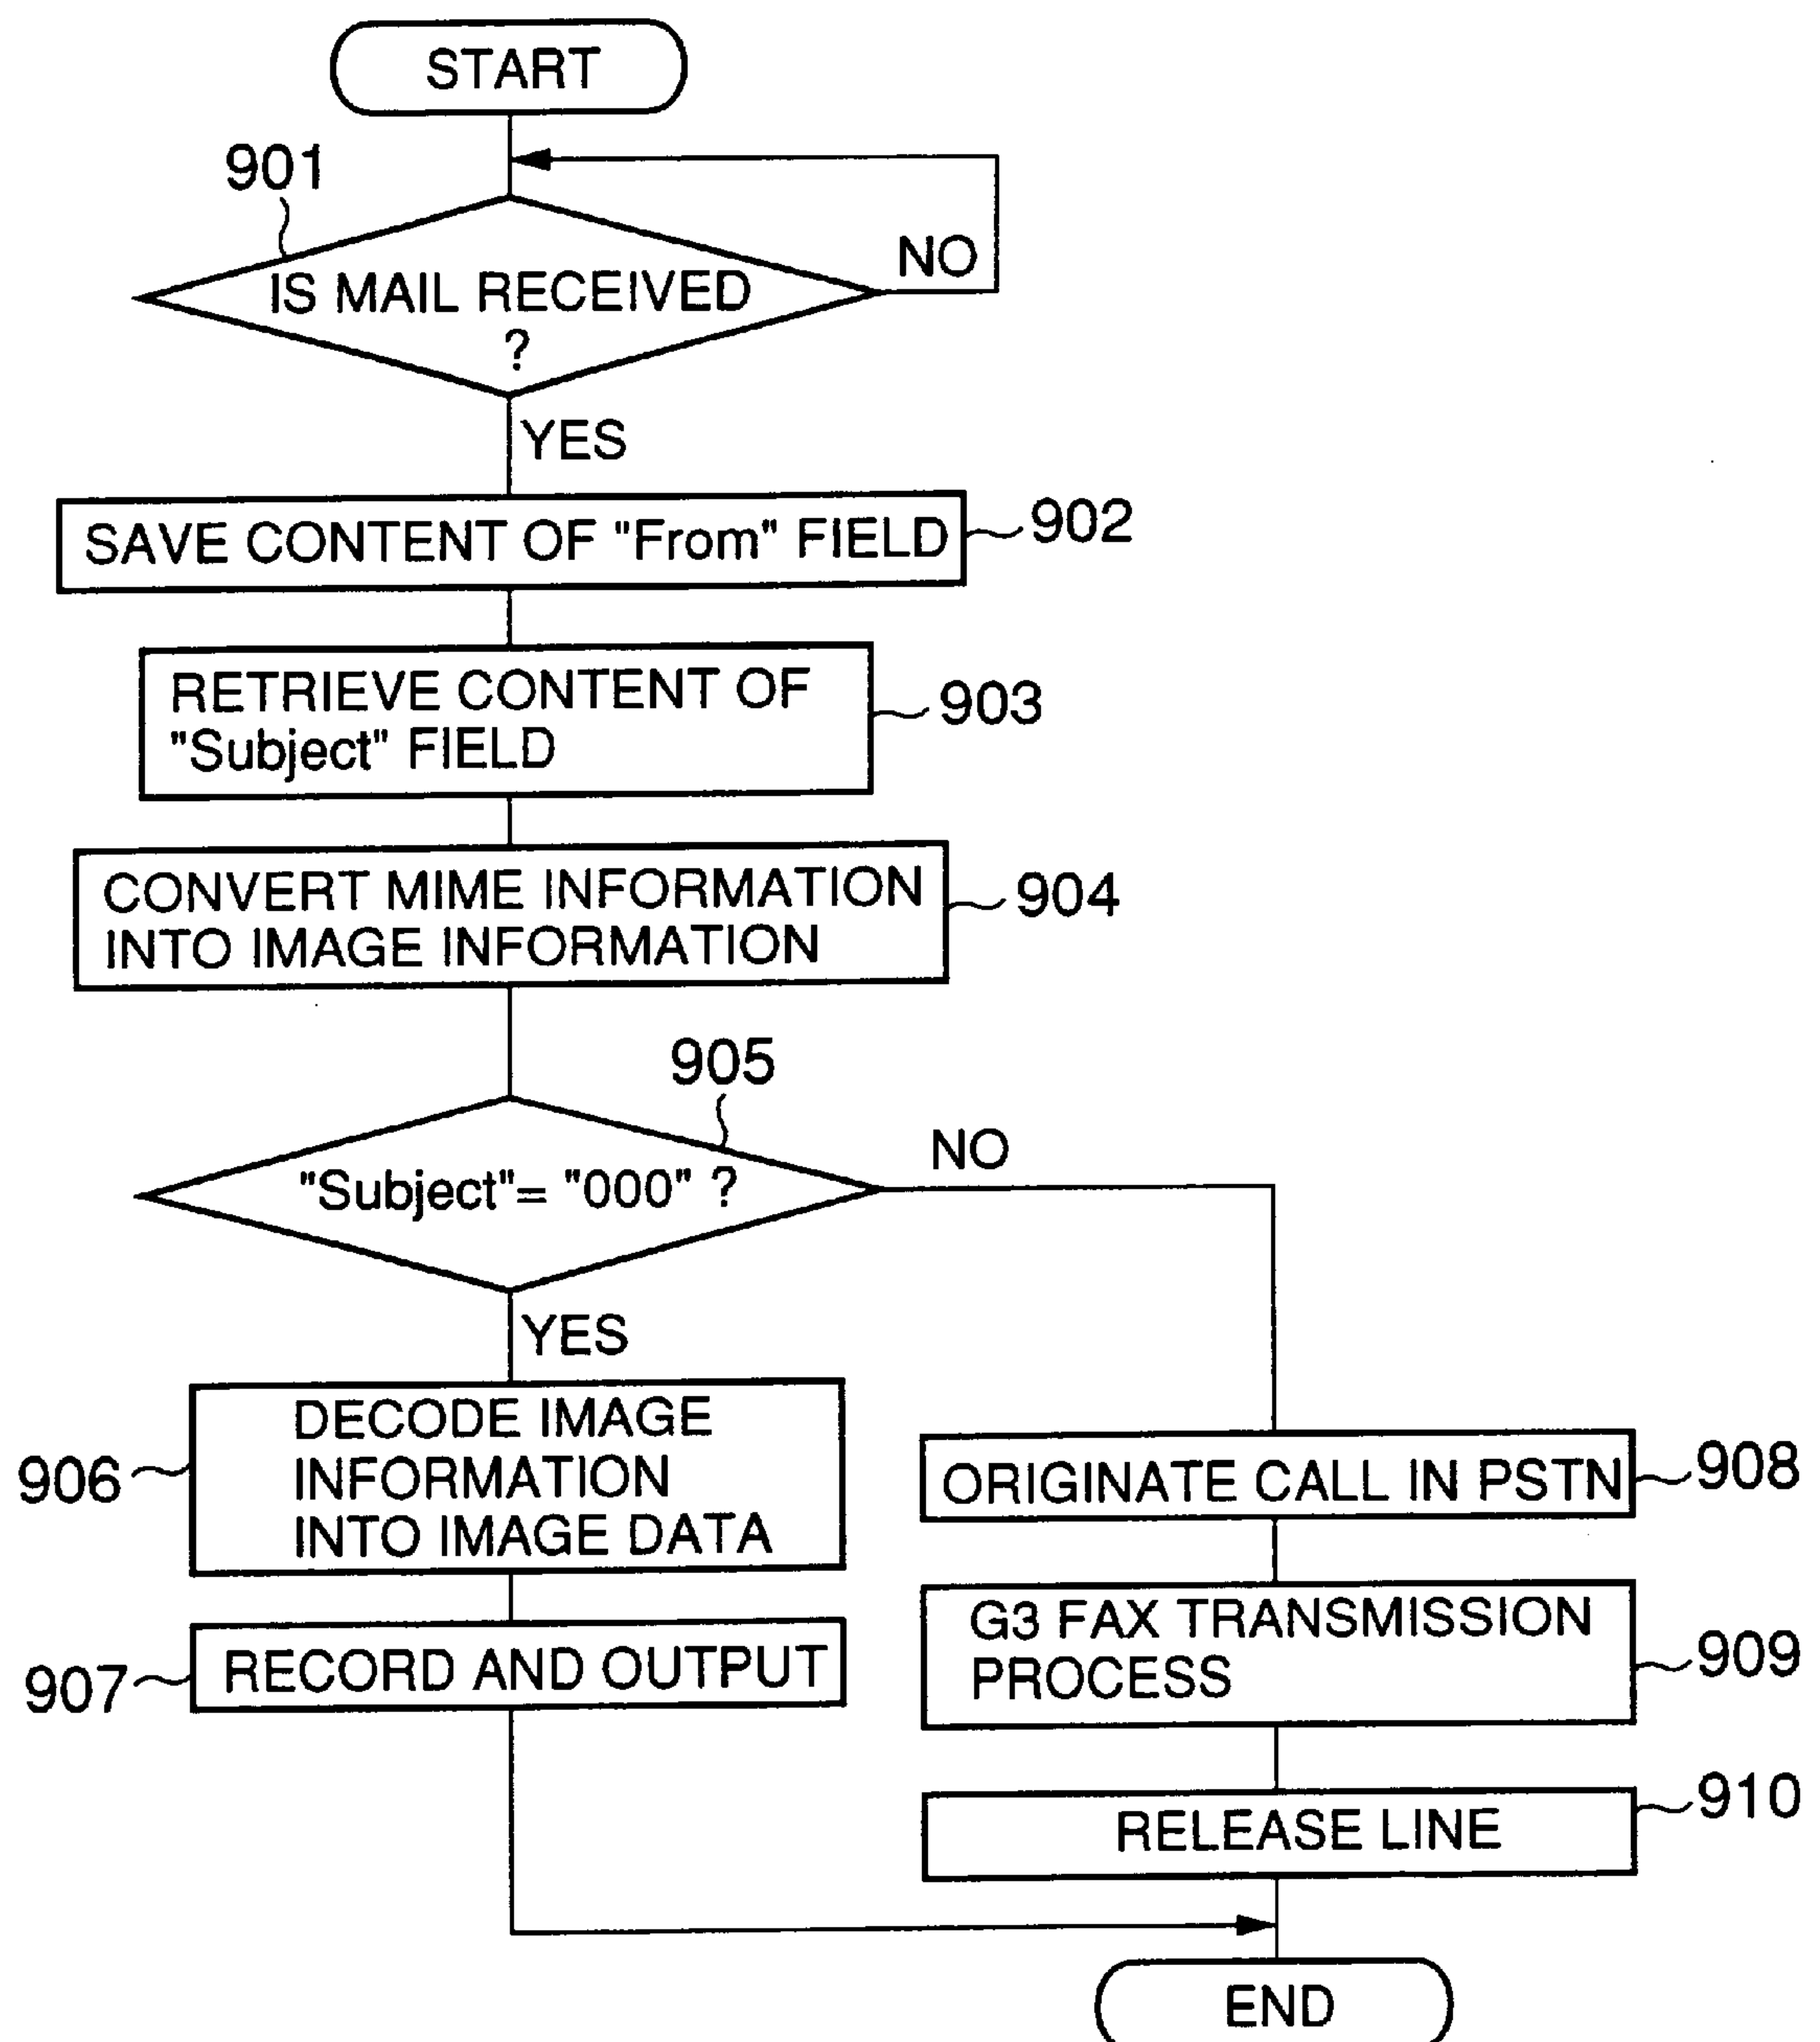 START
901
NO
IS MAIL RECEIVED
?
YES
SAVE CONTENT OF "From" FIELD
902
RETRIEVE CONTENT OF
"Subject" FIELD
903
CONVERT MIME INFORMATION
INTO IMAGE INFORMATION
904
905
NO
"Subject"= "000" ?
YES
DECODE IMAGE
INFORMATION
INTO IMAGE DATA
906
RECORD AND OUTPUT
907
ORIGINATE CALL IN PSTN
908
G3 FAX TRANSMISSION
PROCESS
909
RELEASE LINE
910
END